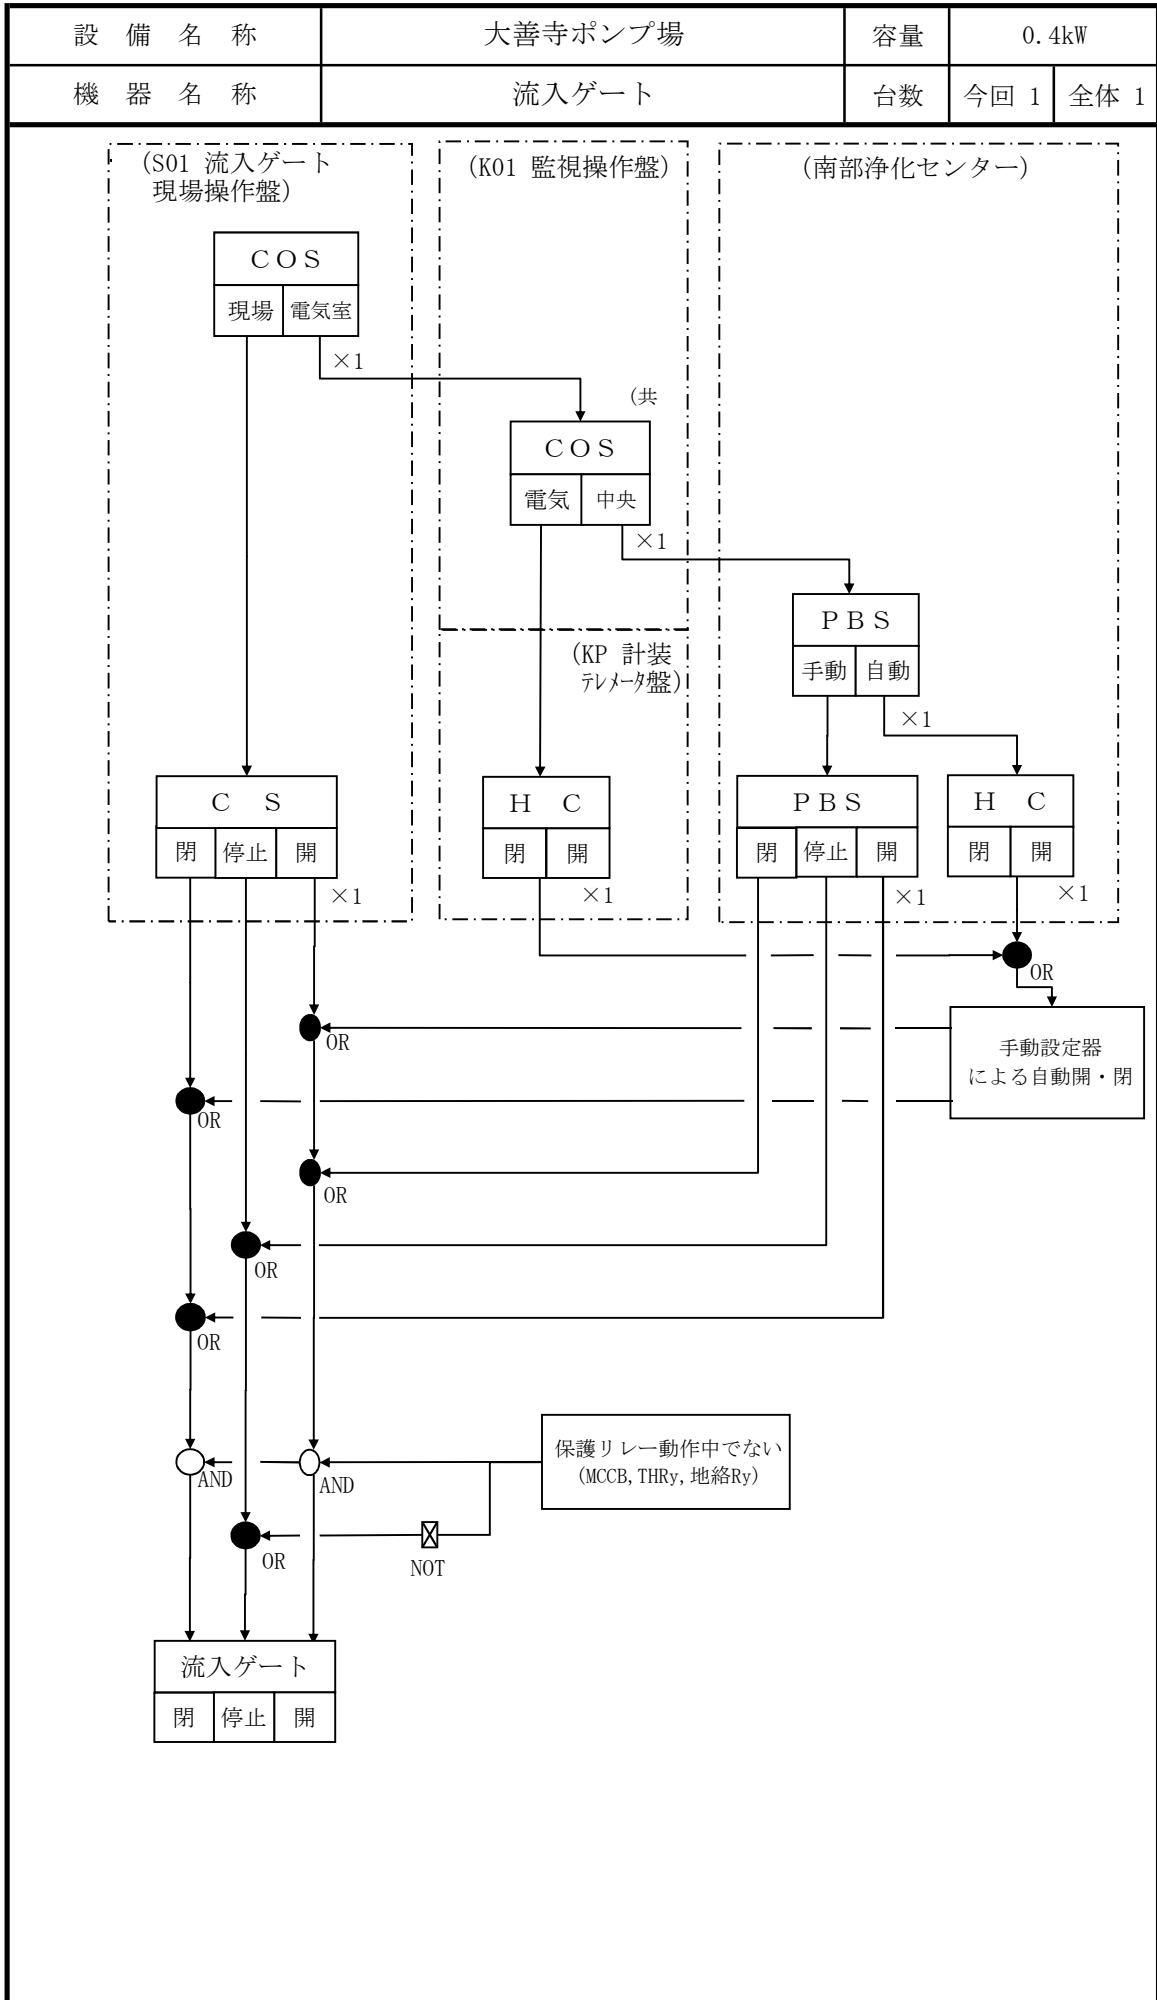 設 備 名 称 大善寺ポンプ場 容量 0.4kW
機 器 名 称 流入ゲート 台数 今回 1 全体 1
(S01 流入ゲート
現場操作盤)
(K01 監視操作盤)
(南部浄化センター)
COS
現場 電気室
×1
(共
COS
電気 中央
×1
PBS
手動 自動
×1
(KP 計装
テレメータ盤)
C S
閉 停止 開
×1
H C
閉 開
×1
PBS
閉 停止 開
×1
H C
閉 開
×1
OR
手動設定器
による自動開・閉
OR
OR
OR
OR
OR
保護リレー動作中でない
(MCCB,THRy,地絡Ry)
AND
AND
OR
NOT
流入ゲート
閉 停止 開